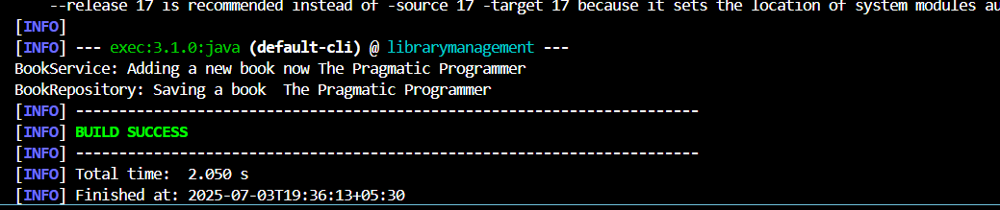 --release 17 is recommended instead of -source 17 -target 17 because it sets the location of system modules au
[INFO]
[INFO] --- exec:3.1.0:java (default-cli) @ librarymanagement ---
BookService: Adding a new book now The Pragmatic Programmer
BookRepository: Saving a book  The Pragmatic Programmer
[INFO] ------------------------------------------------------------------------
[INFO] BUILD SUCCESS
[INFO] ------------------------------------------------------------------------
[INFO] Total time:  2.050 s
[INFO] Finished at: 2025-07-03T19:36:13+05:30